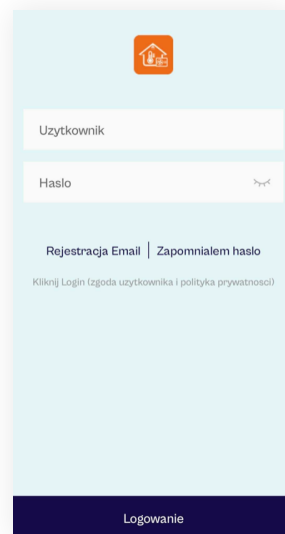 Uzytkownik
Haslo
Rejestracja Email | Zapomnialem haslo
Kliknij Login (zgoda uzytkownika i polityka prywatnosci)
Logowanie